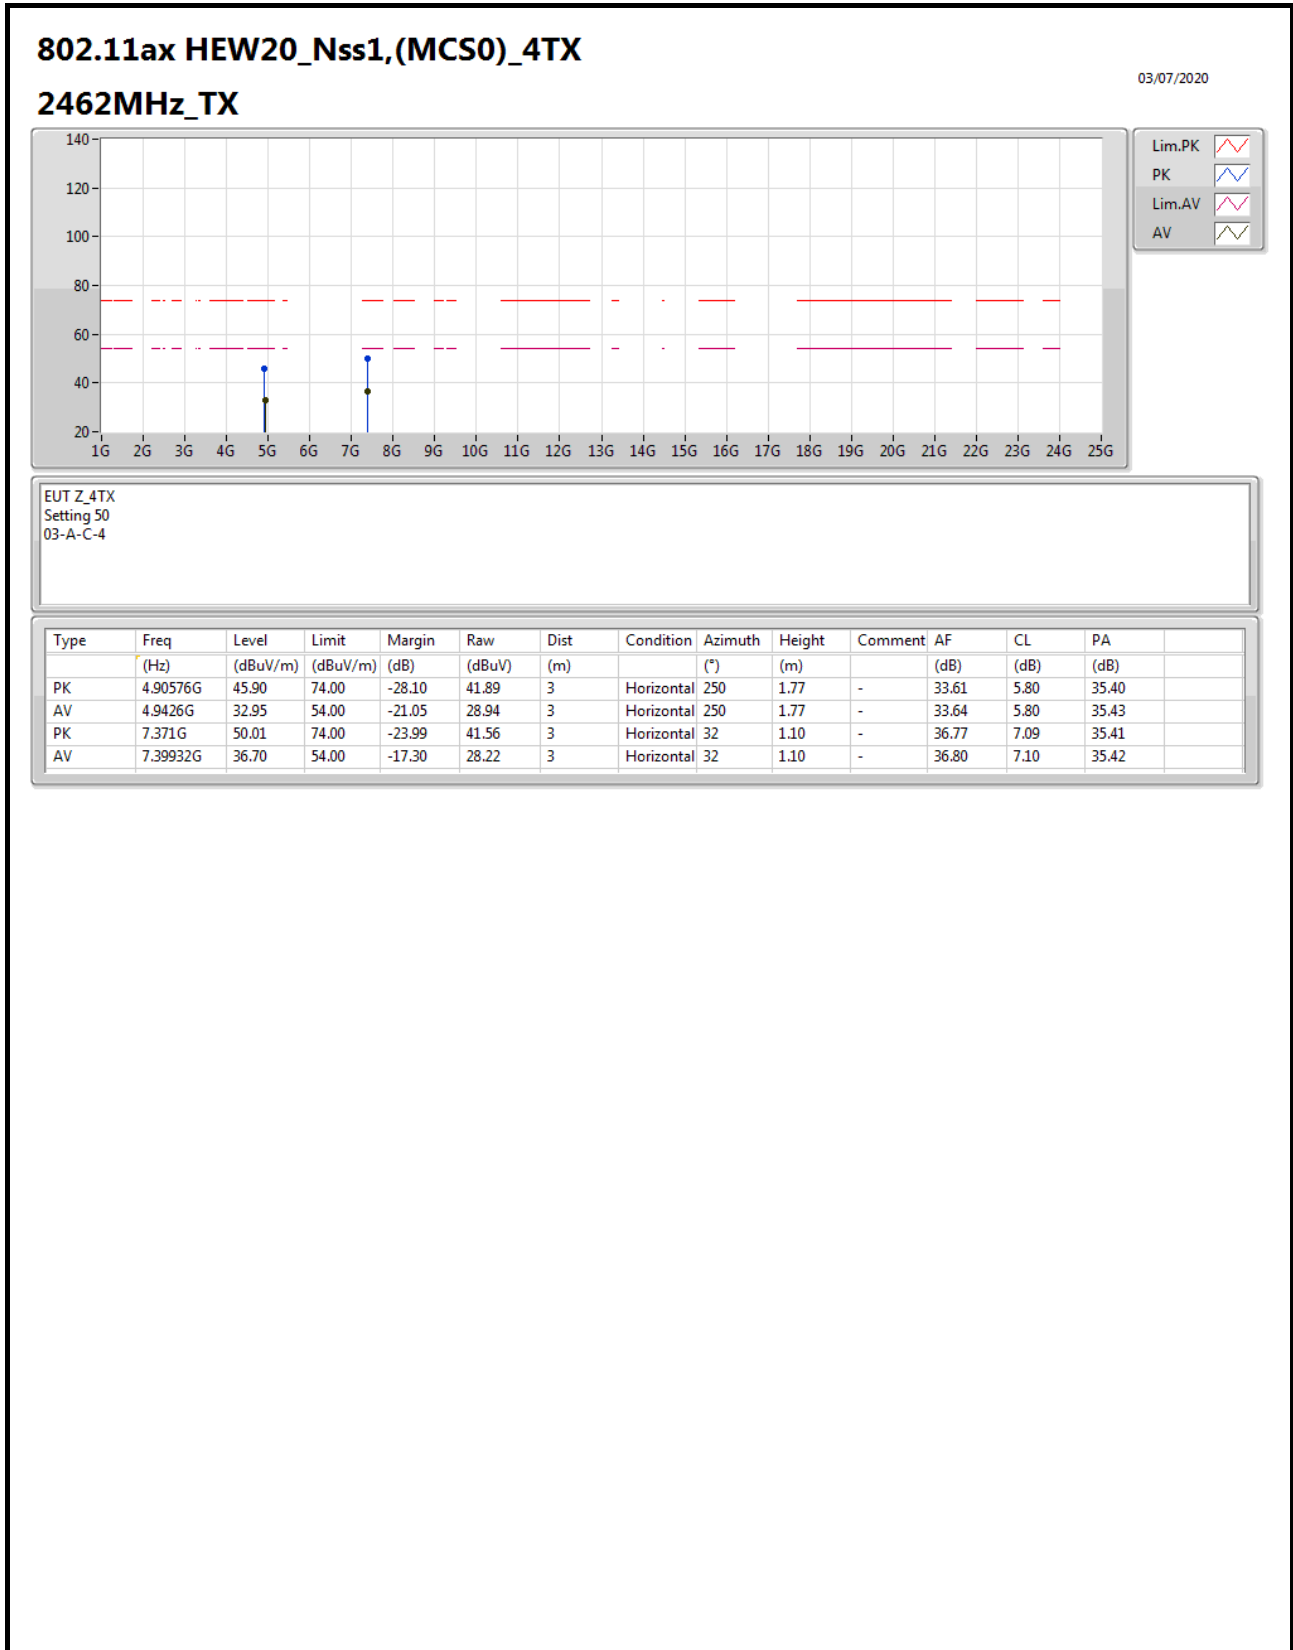 802.11ax HEW20_Nss1,(MCS0)_4TX
03/07/2020
2462MHz_TX
140
120
100
80
60
40
20
1G 2G 3G 4G 5G 6G 7G 8G 9G 10G 11G 12G 13G 14G 15G 16G 17G 18G 19G 20G 21G 22G 23G 24G 25G
Lim.PK
PK
Lim.AV
AV
EUT Z_4TX
Setting 50
03-A-C-4
Type Freq Level Limit Margin Raw Dist Condition Azimuth Height Comment AF CL PA
(Hz) (dBuV/m) (dBuV/m) (dB) (dBuV) (m) (°) (m) (dB) (dB) (dB)
PK 4.90576G 45.90 74.00 -28.10 41.89 3 Horizontal 250 1.77 - 33.61 5.80 35.40
AV 4.9426G 32.95 54.00 -21.05 28.94 3 Horizontal 250 1.77 - 33.64 5.80 35.43
PK 7.371G 50.01 74.00 -23.99 41.56 3 Horizontal 32 1.10 - 36.77 7.09 35.41
AV 7.39932G 36.70 54.00 -17.30 28.22 3 Horizontal 32 1.10 - 36.80 7.10 35.42